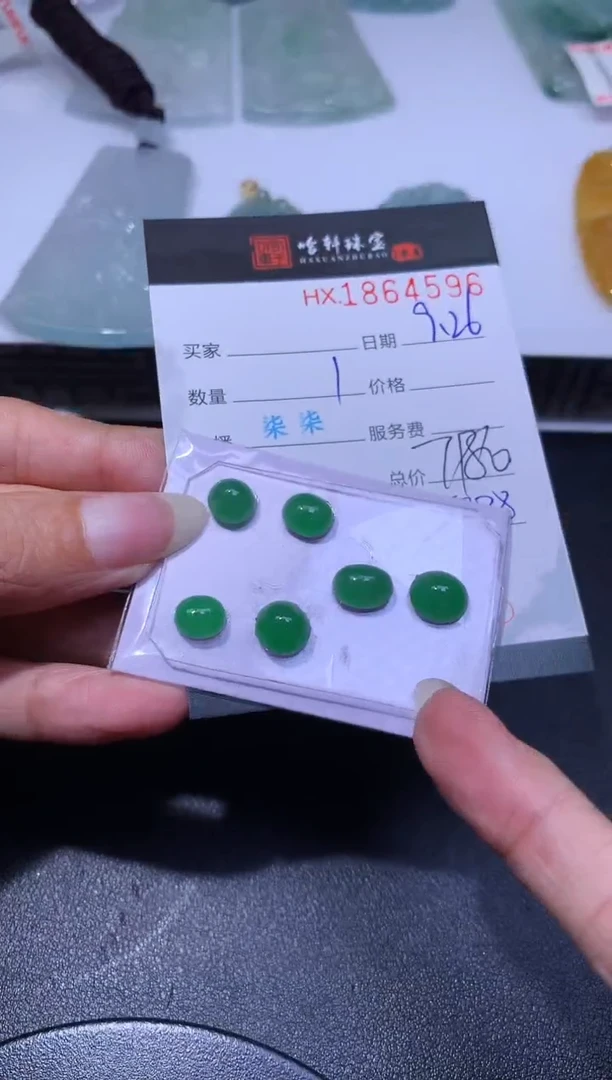 哈轩珠宝
HAXUANZHUBAO
HX.1864596
买家 日期 9.26
数量 1 价格
柒柒 服务费
总价 7860